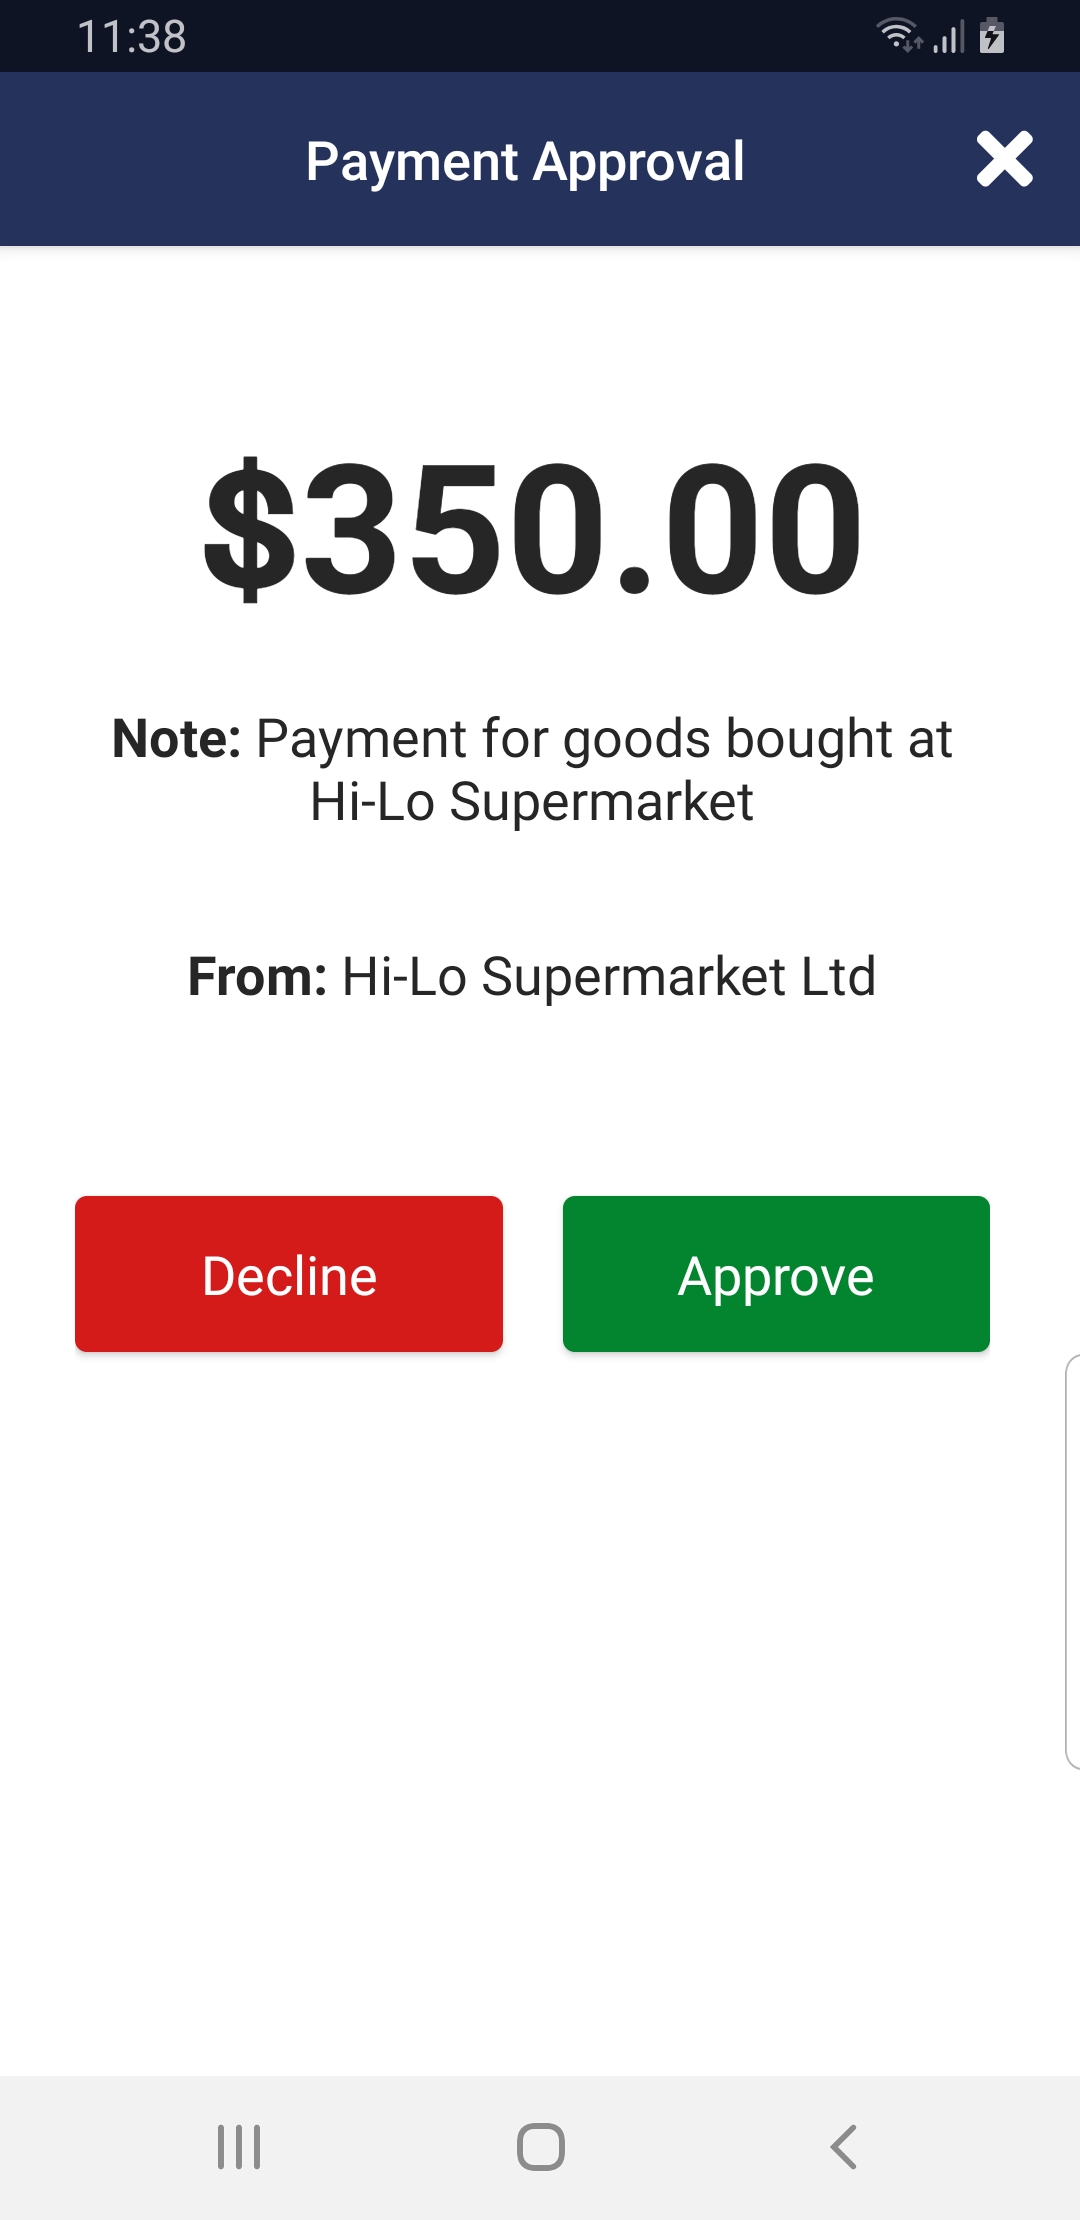 11:38
Payment Approval
$350.00
Note: Payment for goods bought at
Hi-Lo Supermarket
From: Hi-Lo Supermarket Ltd
Decline
Approve